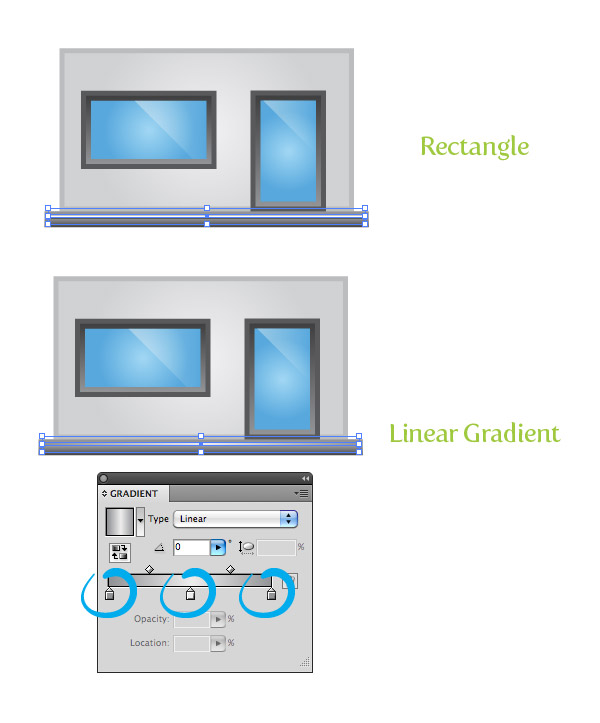 Rectangle
Linear Gradient
GRADIENT
Type Linear
0 ° %
Opacity: %
Location: %